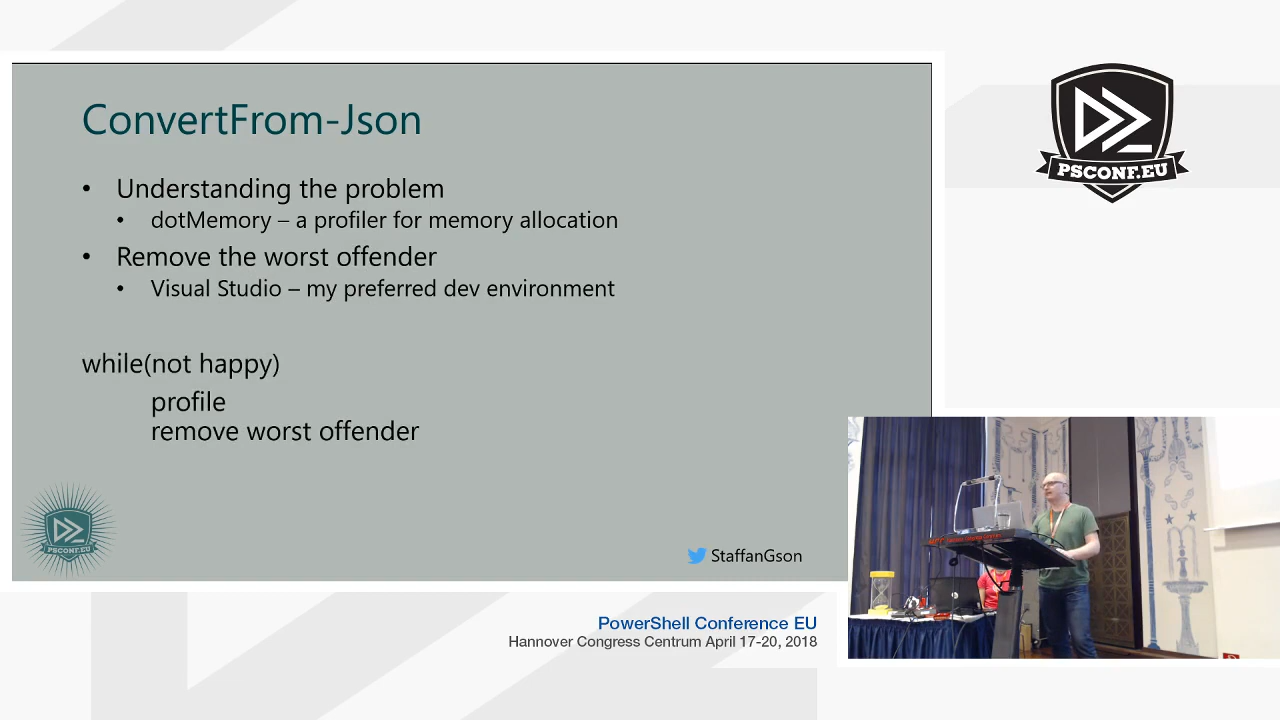 ConvertFrom-Json
• Understanding the problem
• dotMemory – a profiler for memory allocation
• Remove the worst offender
• Visual Studio – my preferred dev environment
while(not happy)
profile
remove worst offender
PSCONF.EU
StaffanGson
PSCONF.EU
PowerShell Conference EU
Hannover Congress Centrum April 17-20, 2018